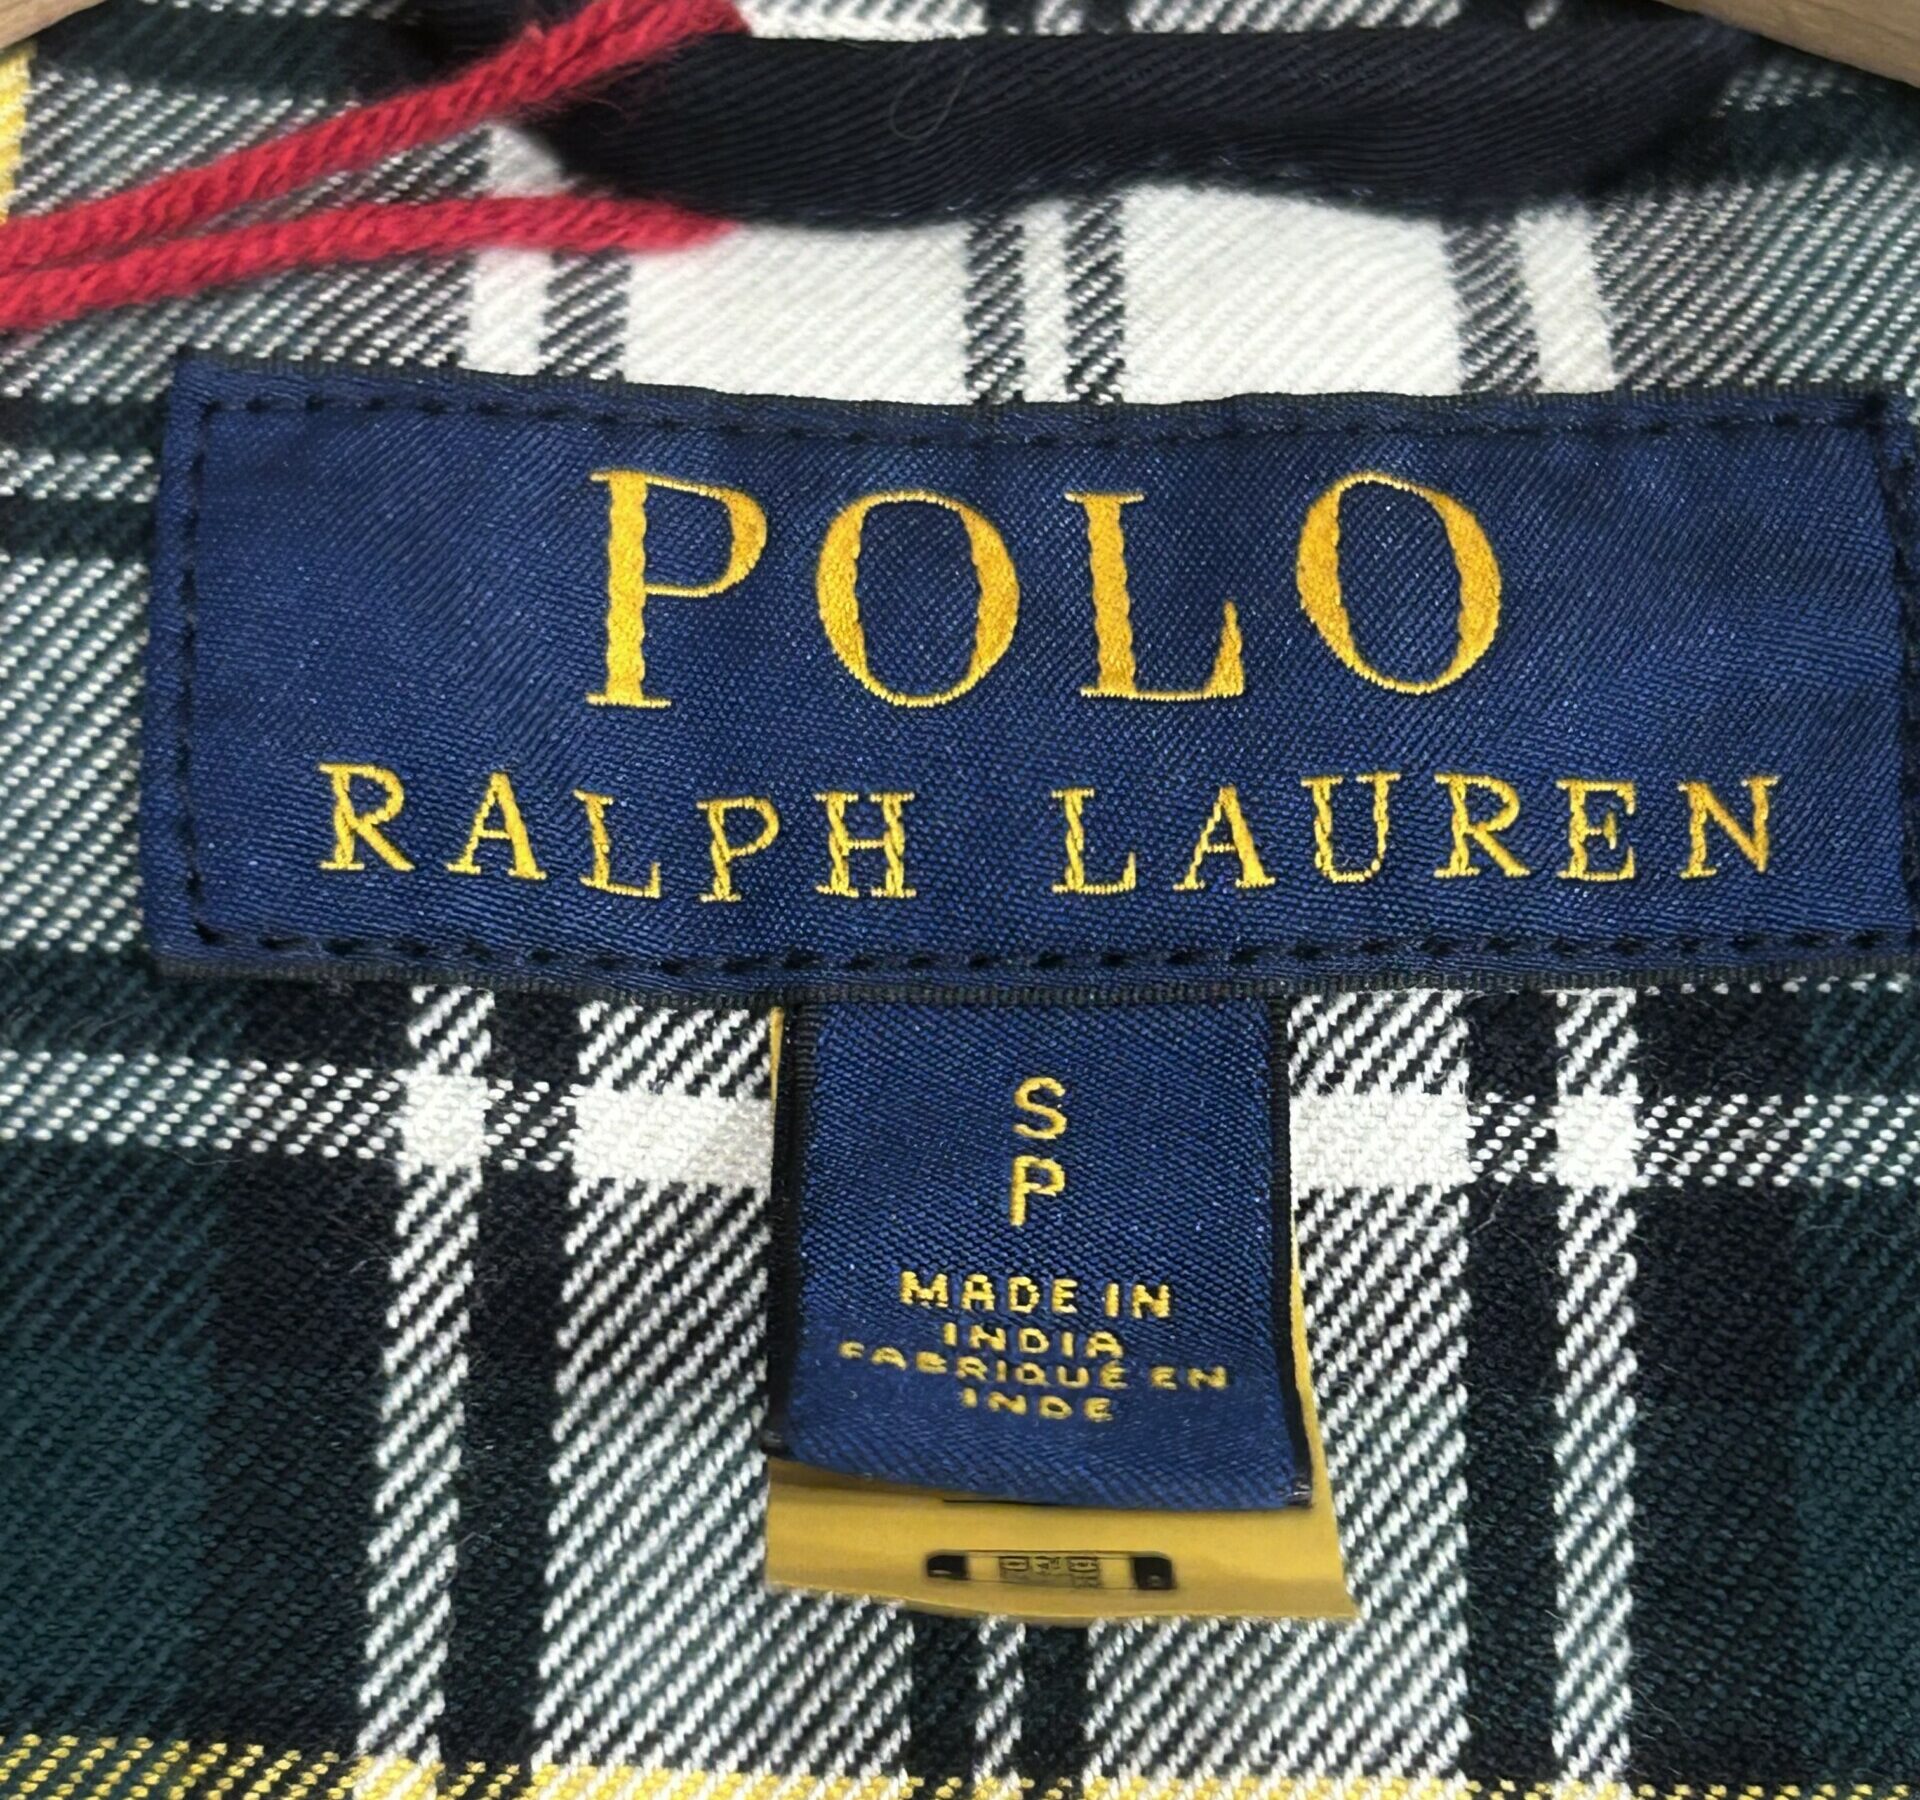 POLO
RALPH LAUREN
S
P
MADE IN
INDIA
FABRIQUÉ EN
INDE